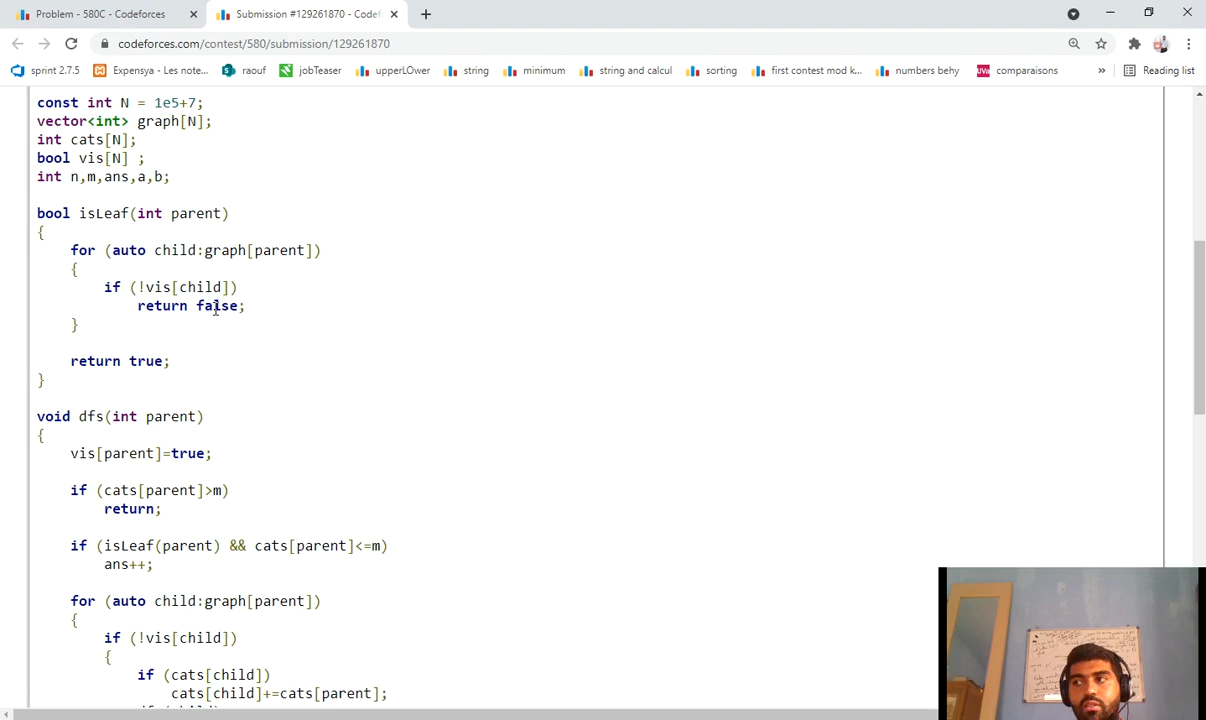 Problem - 580C - Codeforces
Submission #129261870 - Codef
codeforces.com/contest/580/submission/129261870
sprint 2.7.5
Expensya - Les note...
raouf
jobTeaser
upperLOwer
string
minimum
string and calcul
sorting
first contest mod k...
numbers behy
comparaisons
»
Reading list
const int N = 1e5+7;
vector<int> graph[N];
int cats[N];
bool vis[N] ;
int n,m,ans,a,b;
bool isLeaf(int parent)
{
for (auto child:graph[parent])
{
if (!vis[child])
return false;
}
return true;
}
void dfs(int parent)
{
vis[parent]=true;
if (cats[parent]>m)
return;
if (isLeaf(parent) && cats[parent]<=m)
ans++;
for (auto child:graph[parent])
{
if (!vis[child])
{
if (cats[child])
cats[child]+=cats[parent];